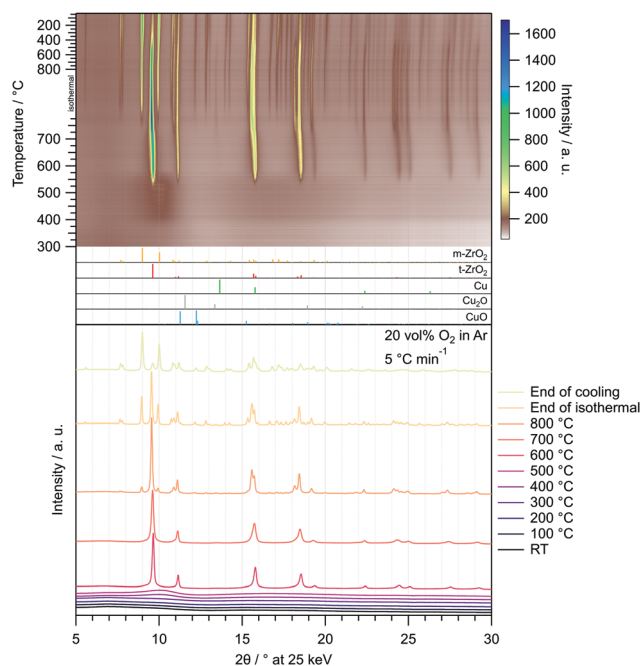 200
400
600
800
isothermal
700
600
500
400
300
Temperature / °C
1600
1400
1200
1000
800
600
400
200
Intensity / a. u.
m-ZrO₂
t-ZrO₂
Cu
Cu₂O
CuO
20 vol% O₂ in Ar
5 °C min⁻¹
Intensity / a. u.
End of cooling
End of isothermal
800 °C
700 °C
600 °C
500 °C
400 °C
300 °C
200 °C
100 °C
RT
5 10 15 20 25 30
2θ / ° at 25 keV